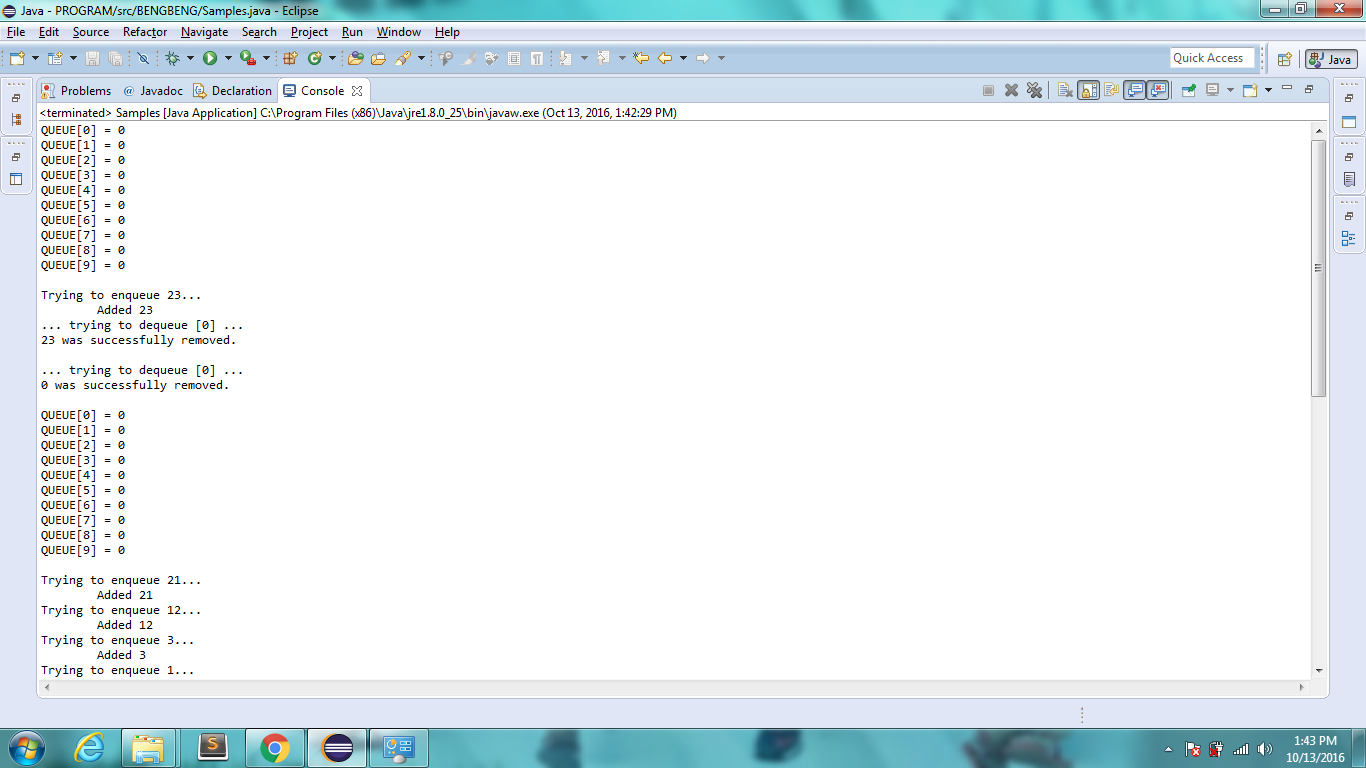 Java - PROGRAM/src/BENGBENG/Samples.java - Eclipse
File Edit Source Refactor Navigate Search Project Run Window Help
Quick Access Java
Problems @ Javadoc Declaration Console
<terminated> Samples [Java Application] C:\Program Files (x86)\Java\jre1.8.0_25\bin\javaw.exe (Oct 13, 2016, 1:42:29 PM)
QUEUE[0] = 0
QUEUE[1] = 0
QUEUE[2] = 0
QUEUE[3] = 0
QUEUE[4] = 0
QUEUE[5] = 0
QUEUE[6] = 0
QUEUE[7] = 0
QUEUE[8] = 0
QUEUE[9] = 0
Trying to enqueue 23...
Added 23
... trying to dequeue [0] ...
23 was successfully removed.
... trying to dequeue [0] ...
0 was successfully removed.
QUEUE[0] = 0
QUEUE[1] = 0
QUEUE[2] = 0
QUEUE[3] = 0
QUEUE[4] = 0
QUEUE[5] = 0
QUEUE[6] = 0
QUEUE[7] = 0
QUEUE[8] = 0
QUEUE[9] = 0
Trying to enqueue 21...
Added 21
Trying to enqueue 12...
Added 12
Trying to enqueue 3...
Added 3
Trying to enqueue 1...
1:43 PM
10/13/2016